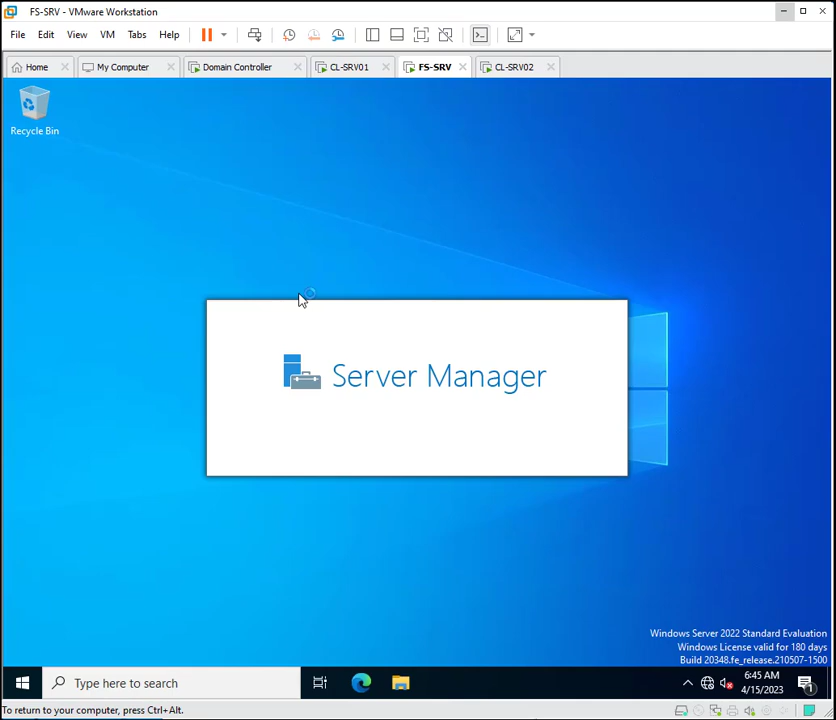 FS-SRV - VMware Workstation
File Edit View VM Tabs Help
Home My Computer Domain Controller CL-SRV01 FS-SRV CL-SRV02
Recycle Bin
Server Manager
Windows Server 2022 Standard Evaluation
Windows License valid for 180 days
Build 20348.fe_release.210507-1500
Type here to search
6:45 AM
4/15/2023
1
To return to your computer, press Ctrl+Alt.